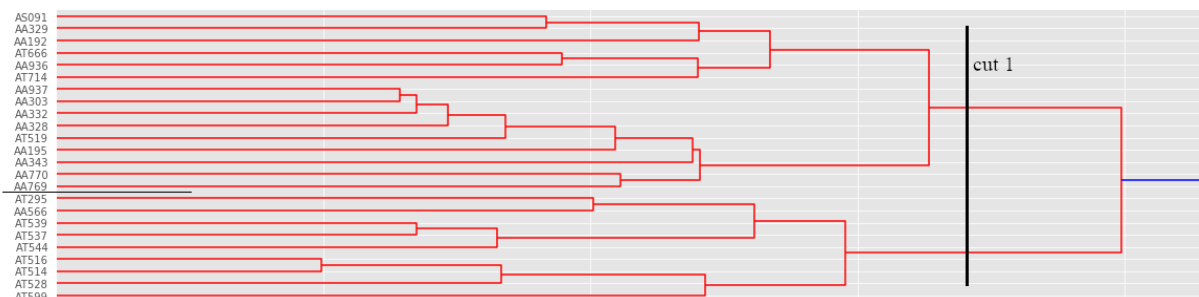 AS091
AA329
AA192
AT666
AA936
AT714
AA937
AA303
AA332
AA328
AT519
AA195
AA343
AA770
AA769
AT295
AA566
AT539
AT537
AT544
AT516
AT514
AT528
AT599
cut 1